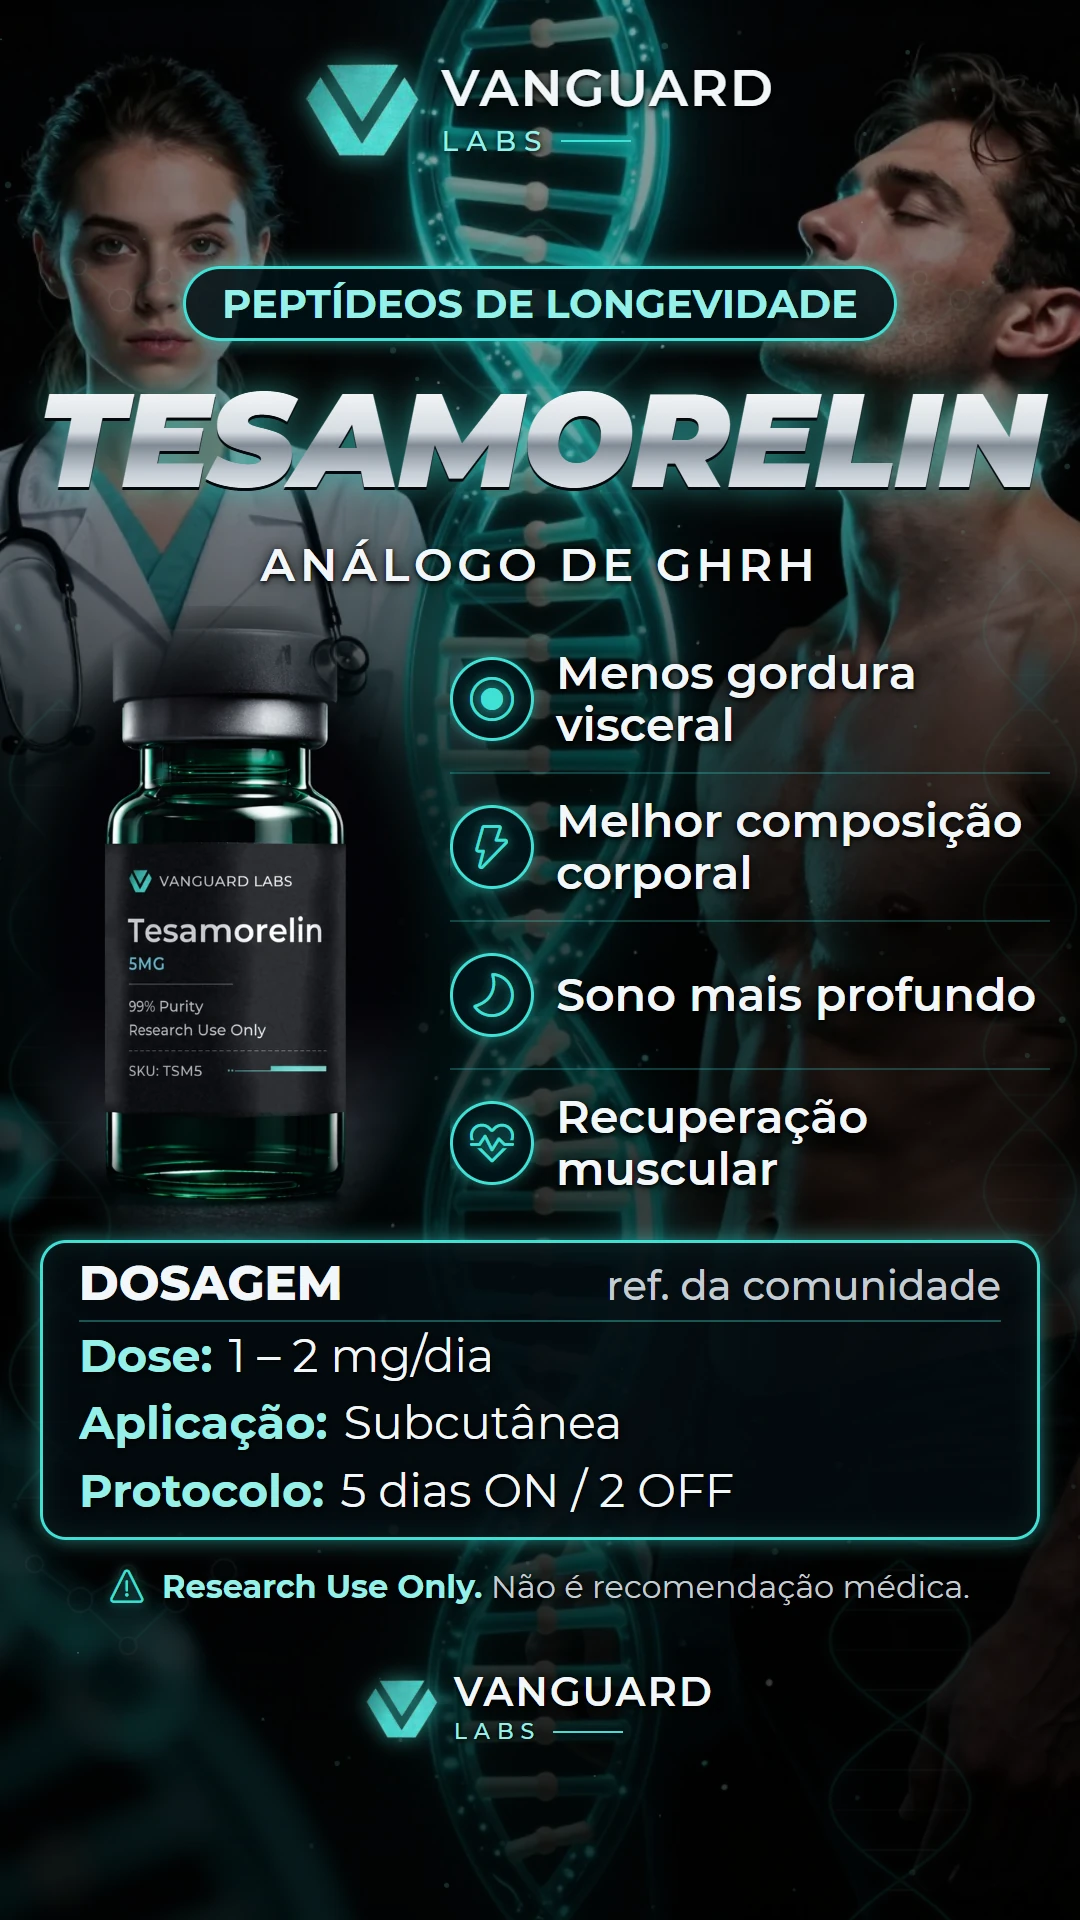 VANGUARD
LABS
PEPTÍDEOS DE LONGEVIDADE
TESAMORELIN
ANÁLOGO DE GHRH
Menos gordura
visceral
Melhor composição
corporal
Sono mais profundo
Recuperação
muscular
VANGUARD LABS
Tesamorelin
5MG
99% Purity
Research Use Only
SKU: TSM5
DOSAGEM ref. da comunidade
Dose: 1 – 2 mg/dia
Aplicação: Subcutânea
Protocolo: 5 dias ON / 2 OFF
Research Use Only. Não é recomendação médica.
VANGUARD
LABS